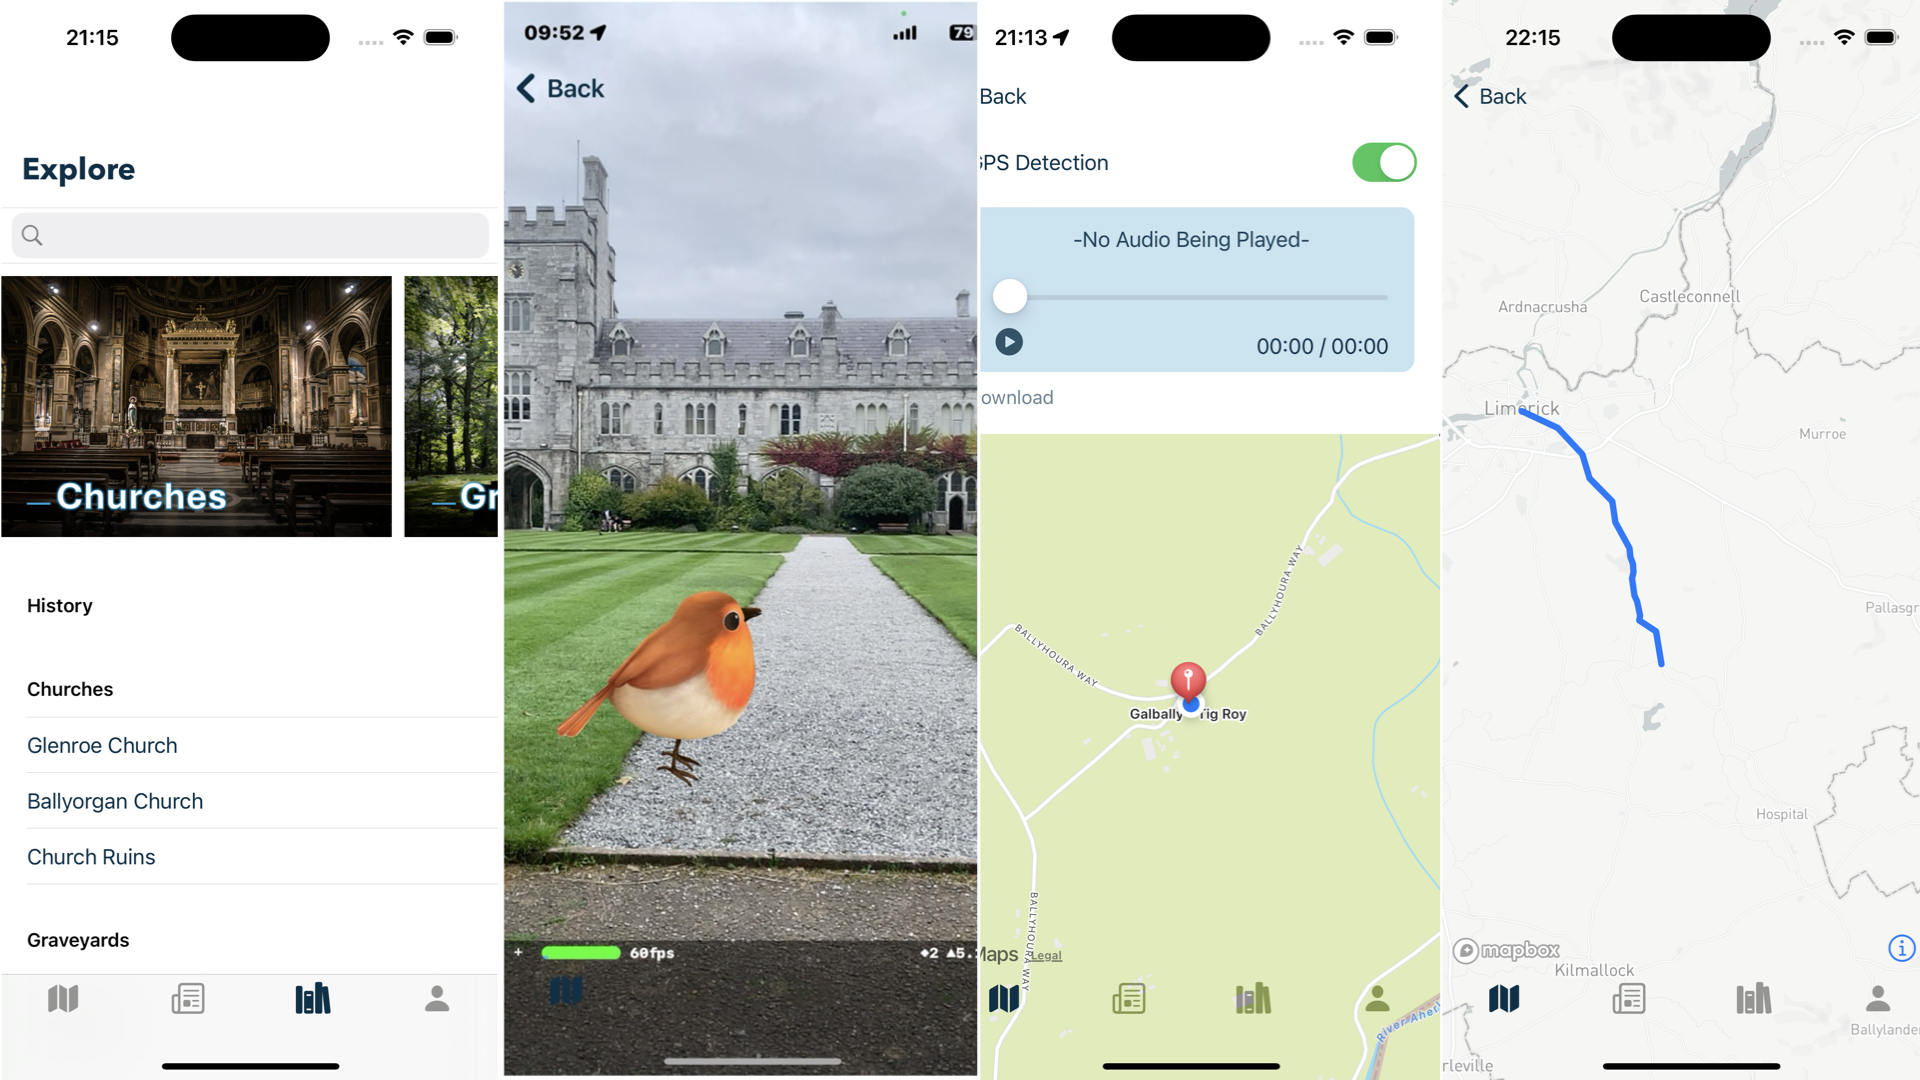 21:15
Explore
Churches
Gr
History
Churches
Glenroe Church
Ballyorgan Church
Church Ruins
Graveyards
09:52
79
Back
+ 60fps ◆2 ▲5.
21:13
Back
GPS Detection
-No Audio Being Played-
00:00 / 00:00
ownload
BALLYHOURA WAY
BALLYHOURA WAY
Galbally Tig Roy
BALLYHOURA WAY
Maps Legal
River Aher
22:15
Back
Castleconnell
Ardnacrusha
Limerick
Murroe
Pallasgr
Hospital
mapbox
Kilmallock
Ballylande
rleville